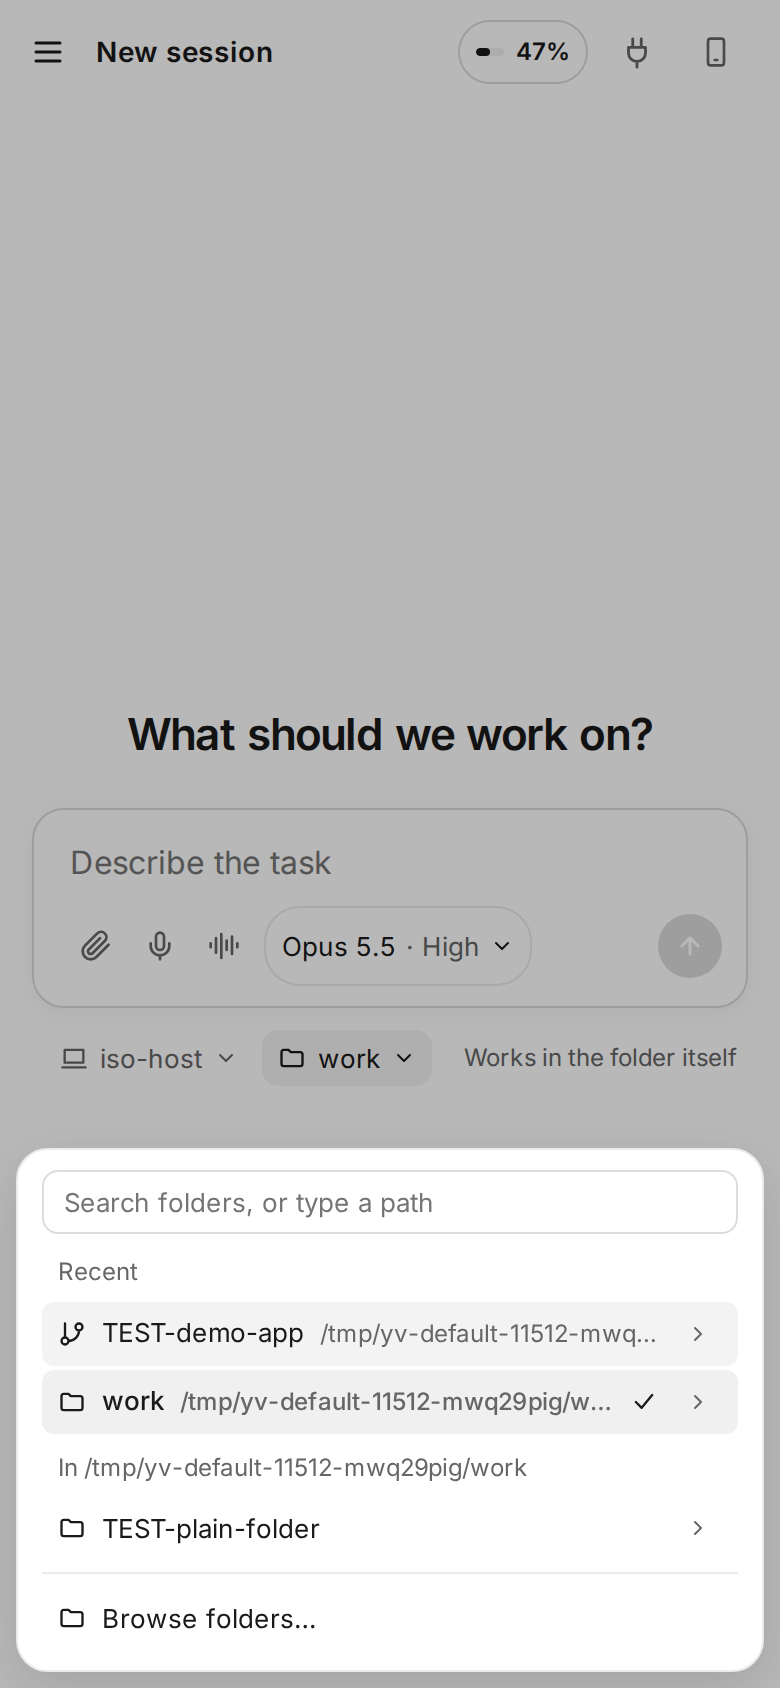 New session
47%
What should we work on?
Describe the task
Opus 5.5 · High
iso-host
work
Works in the folder itself
Search folders, or type a path
Recent
TEST-demo-app /tmp/yv-default-11512-mwq...
work /tmp/yv-default-11512-mwq29pig/w...
In /tmp/yv-default-11512-mwq29pig/work
TEST-plain-folder
Browse folders...